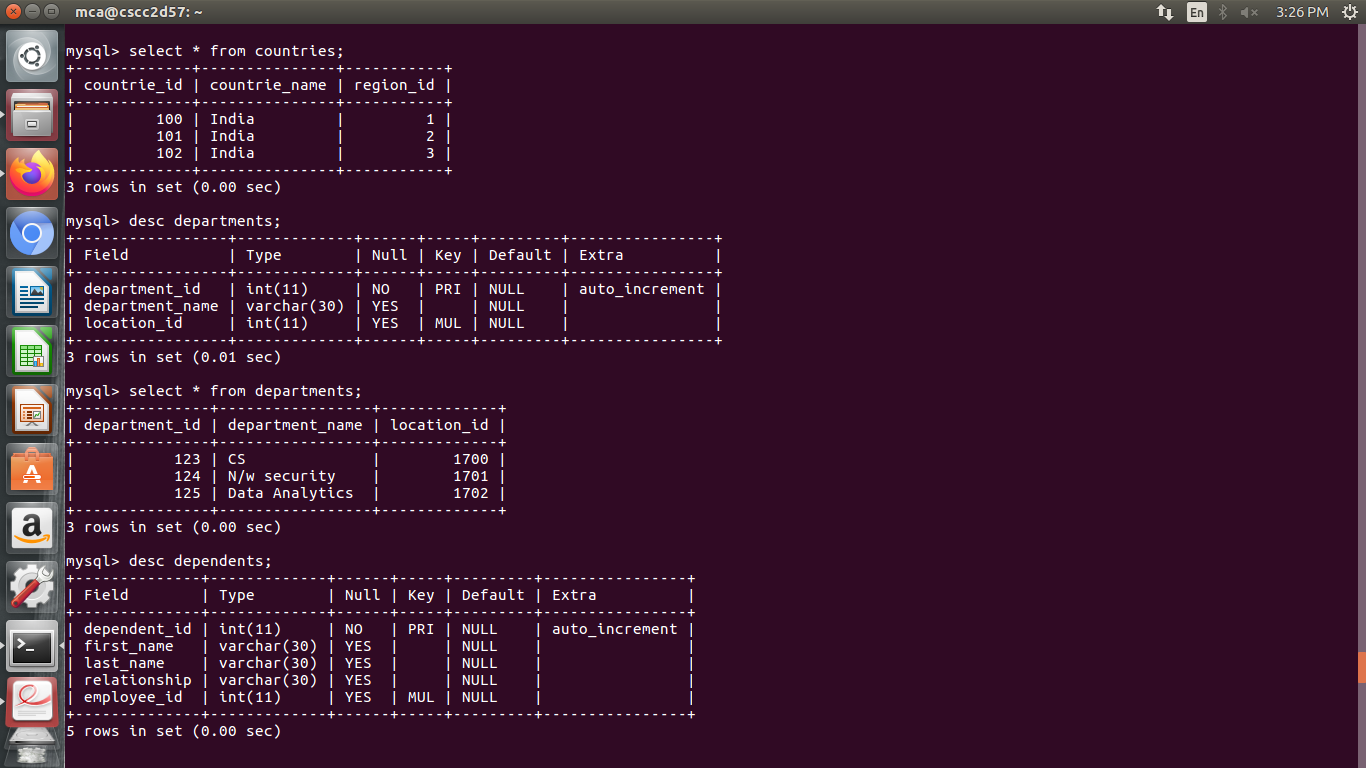 mca@cscc2d57: ~
En
3:26 PM
mysql> select * from countries;
+-------------+---------------+-----------+
| countrie_id | countrie_name | region_id |
+-------------+---------------+-----------+
|         100 | India         |         1 |
|         101 | India         |         2 |
|         102 | India         |         3 |
+-------------+---------------+-----------+
3 rows in set (0.00 sec)
mysql> desc departments;
+-----------------+-------------+------+-----+---------+----------------+
| Field           | Type        | Null | Key | Default | Extra          |
+-----------------+-------------+------+-----+---------+----------------+
| department_id   | int(11)     | NO   | PRI | NULL    | auto_increment |
| department_name | varchar(30) | YES  |     | NULL    |                |
| location_id     | int(11)     | YES  | MUL | NULL    |                |
+-----------------+-------------+------+-----+---------+----------------+
3 rows in set (0.01 sec)
mysql> select * from departments;
+---------------+-----------------+-------------+
| department_id | department_name | location_id |
+---------------+-----------------+-------------+
|           123 | CS              |        1700 |
|           124 | N/w security    |        1701 |
|           125 | Data Analytics  |        1702 |
+---------------+-----------------+-------------+
3 rows in set (0.00 sec)
mysql> desc dependents;
+--------------+-------------+------+-----+---------+----------------+
| Field        | Type        | Null | Key | Default | Extra          |
+--------------+-------------+------+-----+---------+----------------+
| dependent_id | int(11)     | NO   | PRI | NULL    | auto_increment |
| first_name   | varchar(30) | YES  |     | NULL    |                |
| last_name    | varchar(30) | YES  |     | NULL    |                |
| relationship | varchar(30) | YES  |     | NULL    |                |
| employee_id  | int(11)     | YES  | MUL | NULL    |                |
+--------------+-------------+------+-----+---------+----------------+
5 rows in set (0.00 sec)